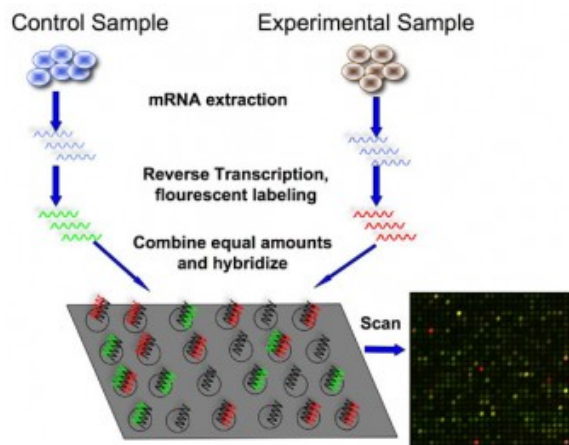 Control Sample
Experimental Sample
mRNA extraction
Reverse Transcription,
flourescent labeling
Combine equal amounts
and hybridize
Scan